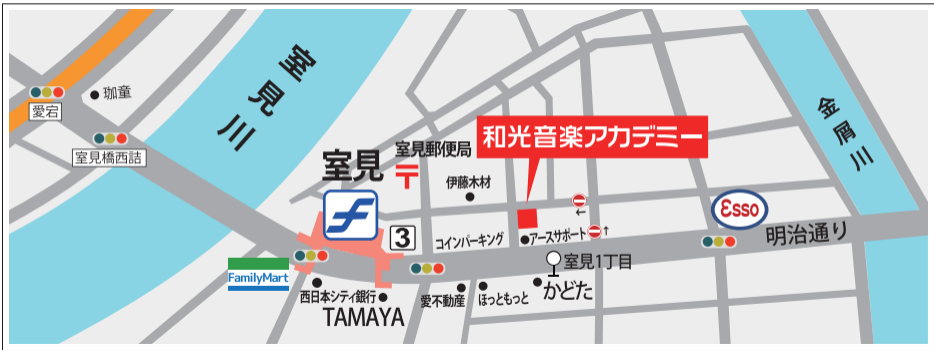 愛宕
珈童
室見橋西詰
室見川
室見
室見郵便局
和光音楽アカデミー
金屑川
伊藤木材
3
コインパーキング
アースサポート
Esso
明治通り
FamilyMart
室見1丁目
西日本シティ銀行
TAMAYA
愛不動産
ほっともっと
かどた